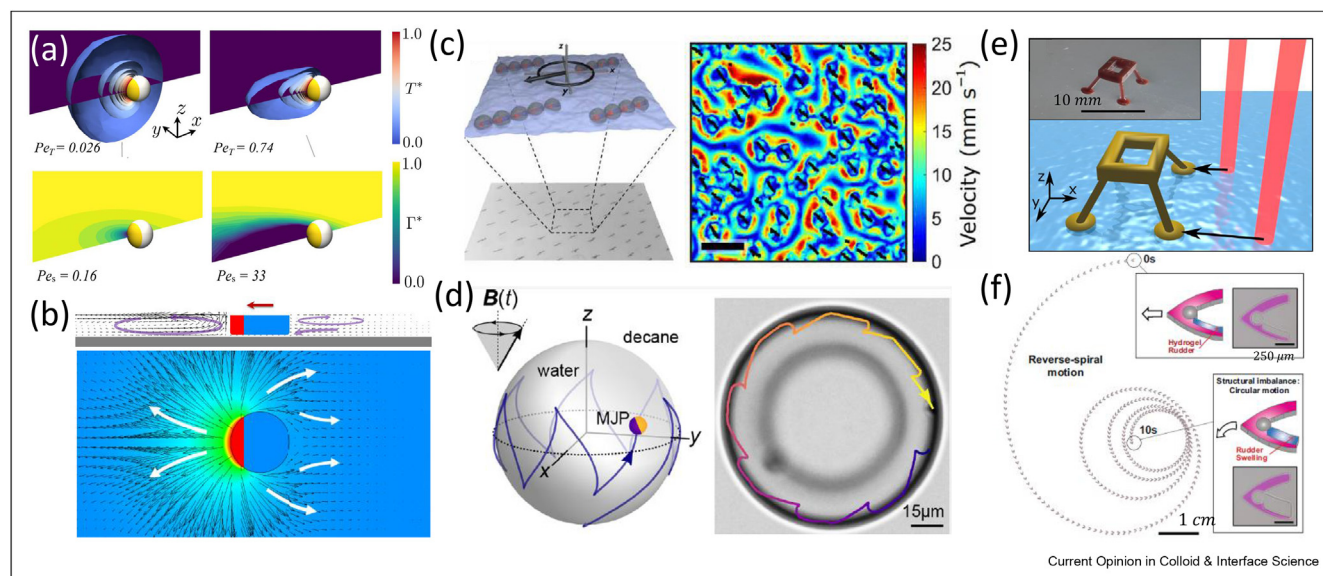 (a)
1.0
T*
0.0
z
y
x
Pe_T = 0.026
Pe_T = 0.74
1.0
Γ*
0.0
Pe_s = 0.16
Pe_s = 33
(b)
(c)
z
x
y
25
20
15
10
5
0
Velocity (mm s⁻¹)
(d)
B(t)
z
decane
water
MJP
y
x
15µm
(e)
10 mm
z
x
y
(f)
0s
Hydrogel
Rudder
250 µm
Reverse-spiral
motion
Structural imbalance:
Circular motion
10s
Rudder
Swelling
1 cm
Current Opinion in Colloid & Interface Science